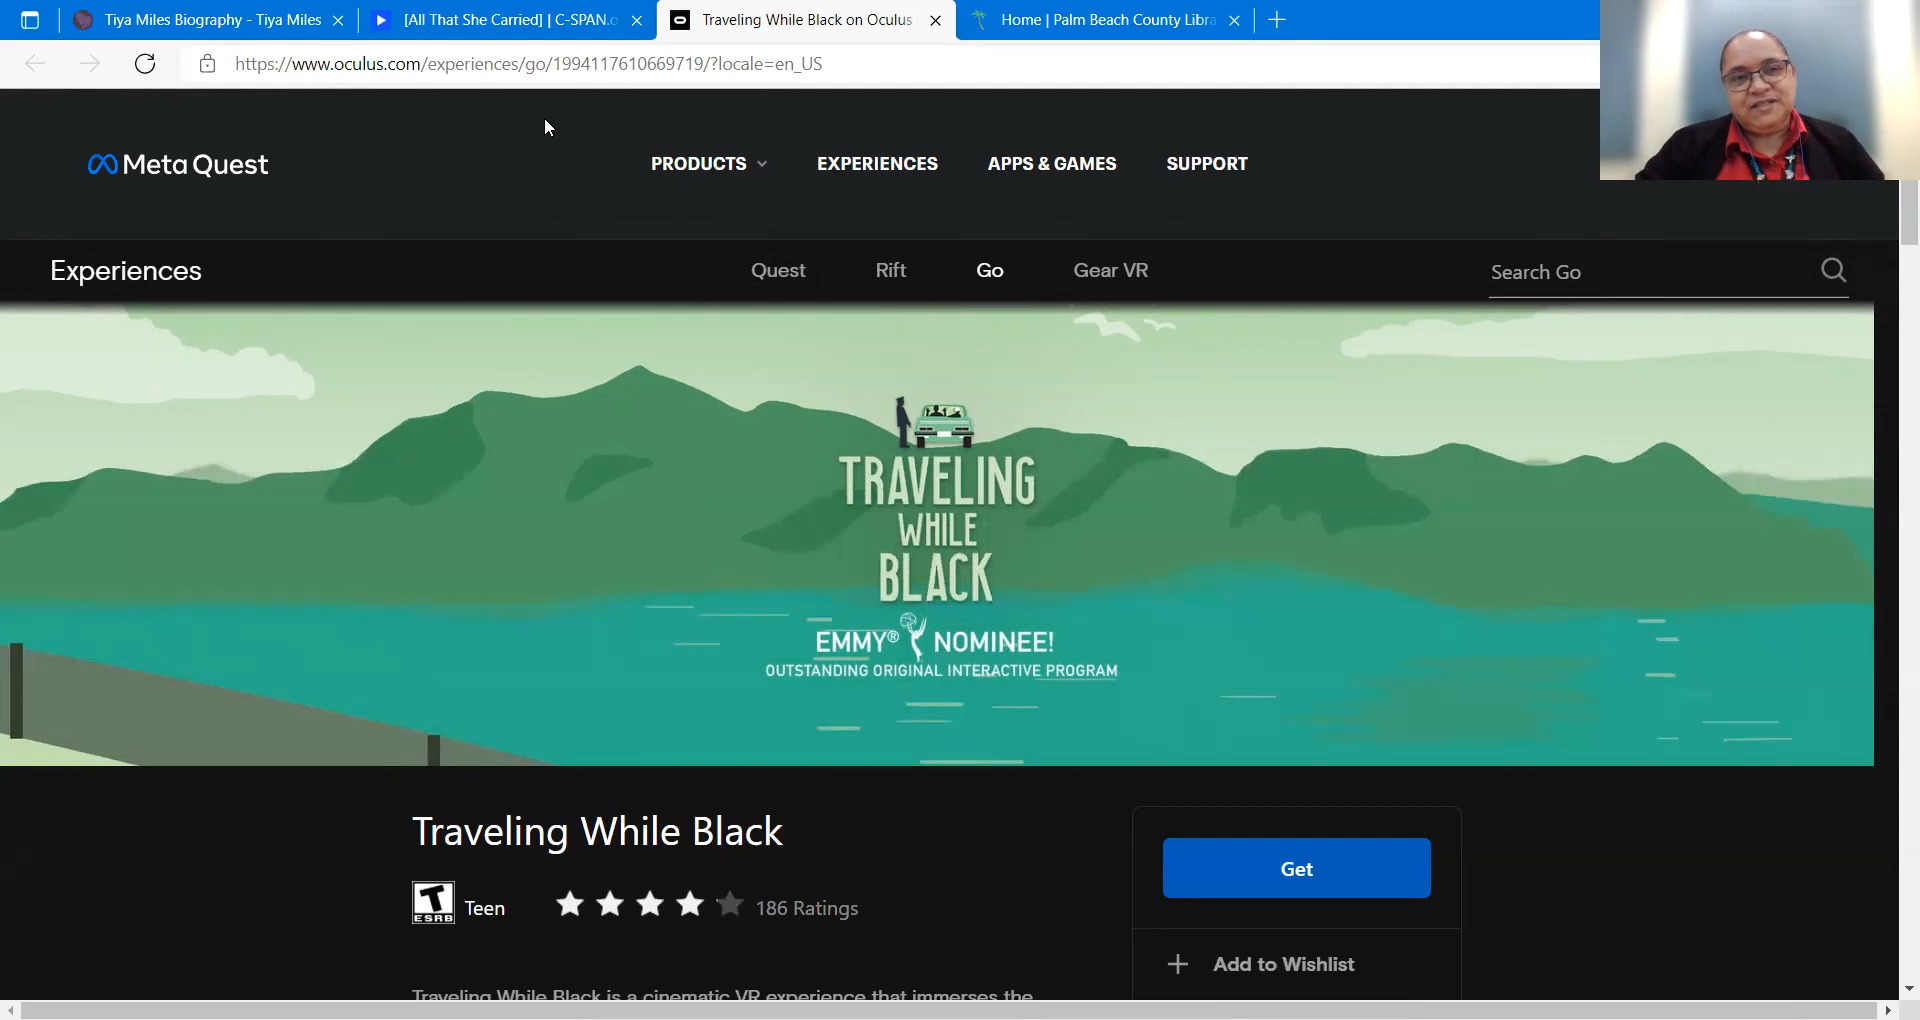 Tiya Miles Biography - Tiya Miles
[All That She Carried] | C-SPAN.o
Traveling While Black on Oculus
Home | Palm Beach County Libra
https://www.oculus.com/experiences/go/1994117610669719/?locale=en_US
Meta Quest
PRODUCTS
EXPERIENCES
APPS & GAMES
SUPPORT
Experiences
Quest
Rift
Go
Gear VR
Search Go
TRAVELING
WHILE
BLACK
EMMY® NOMINEE!
OUTSTANDING ORIGINAL INTERACTIVE PROGRAM
Traveling While Black
Get
T
ESRB
Teen
186 Ratings
Add to Wishlist
Traveling While Black is a cinematic VR experience that immerses the